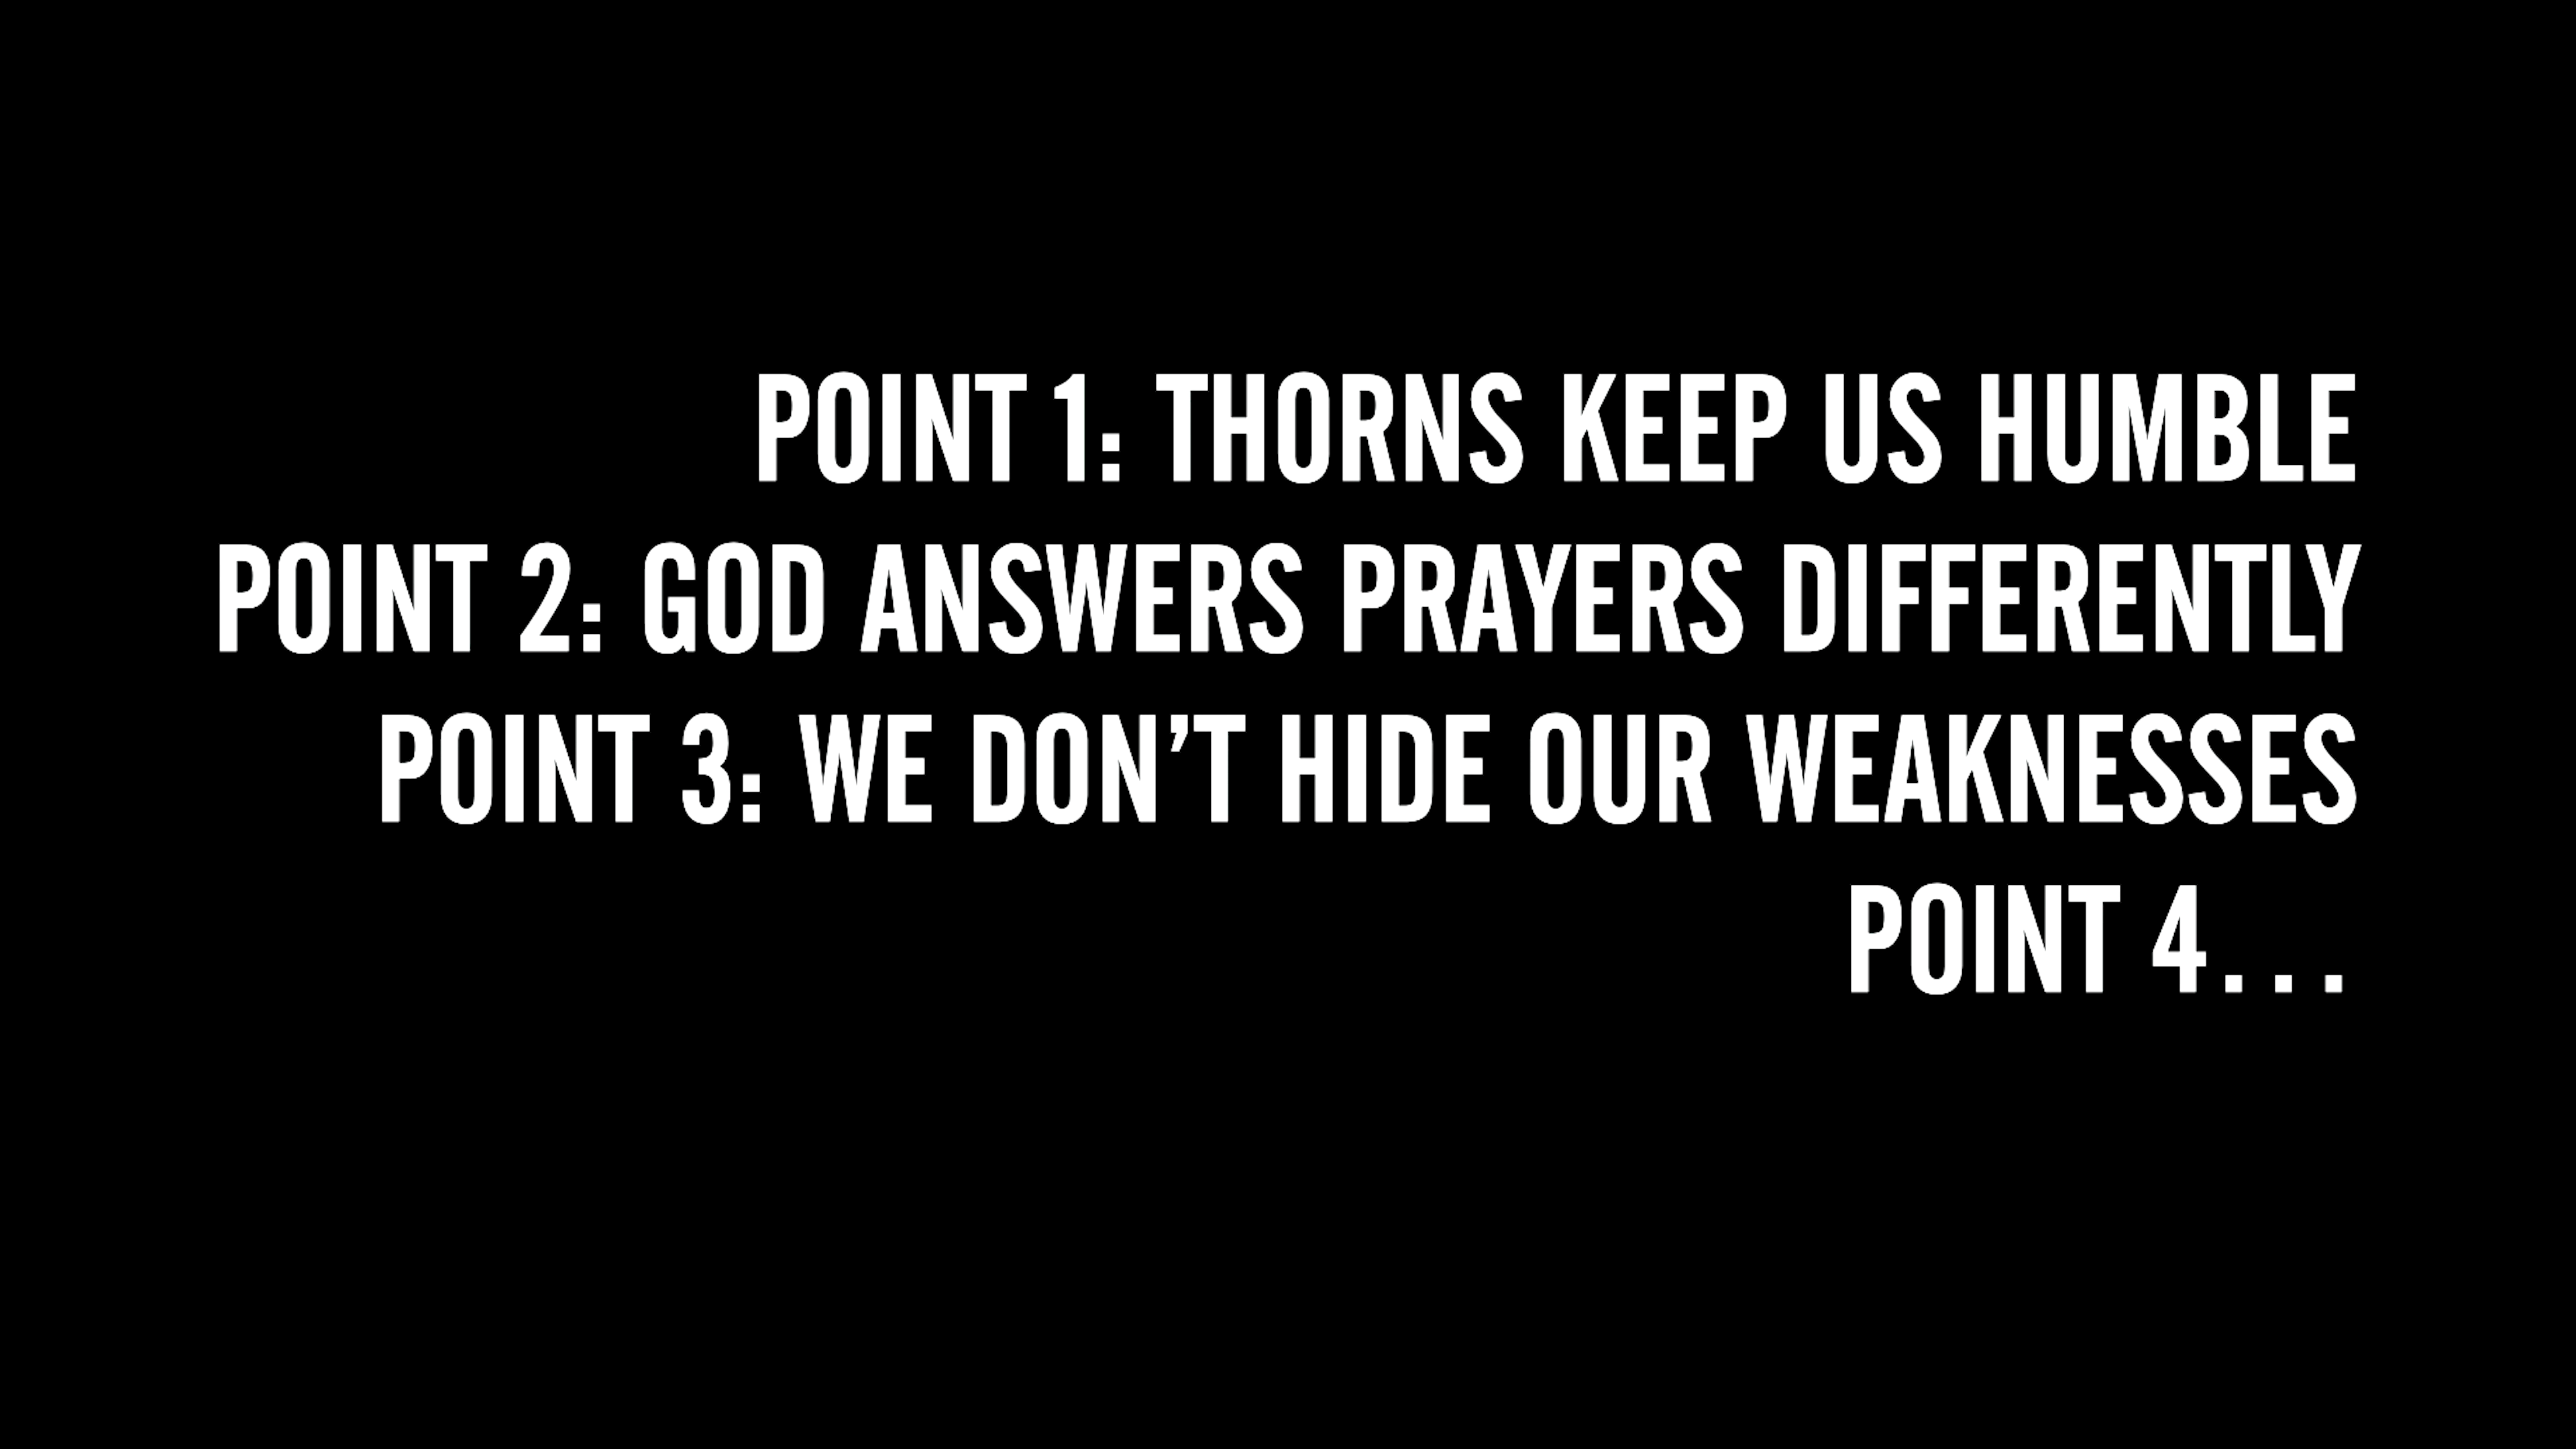 POINT 1: THORNS KEEP US HUMBLE
POINT 2: GOD ANSWERS PRAYERS DIFFERENTLY
POINT 3: WE DON’T HIDE OUR WEAKNESSES
POINT 4...